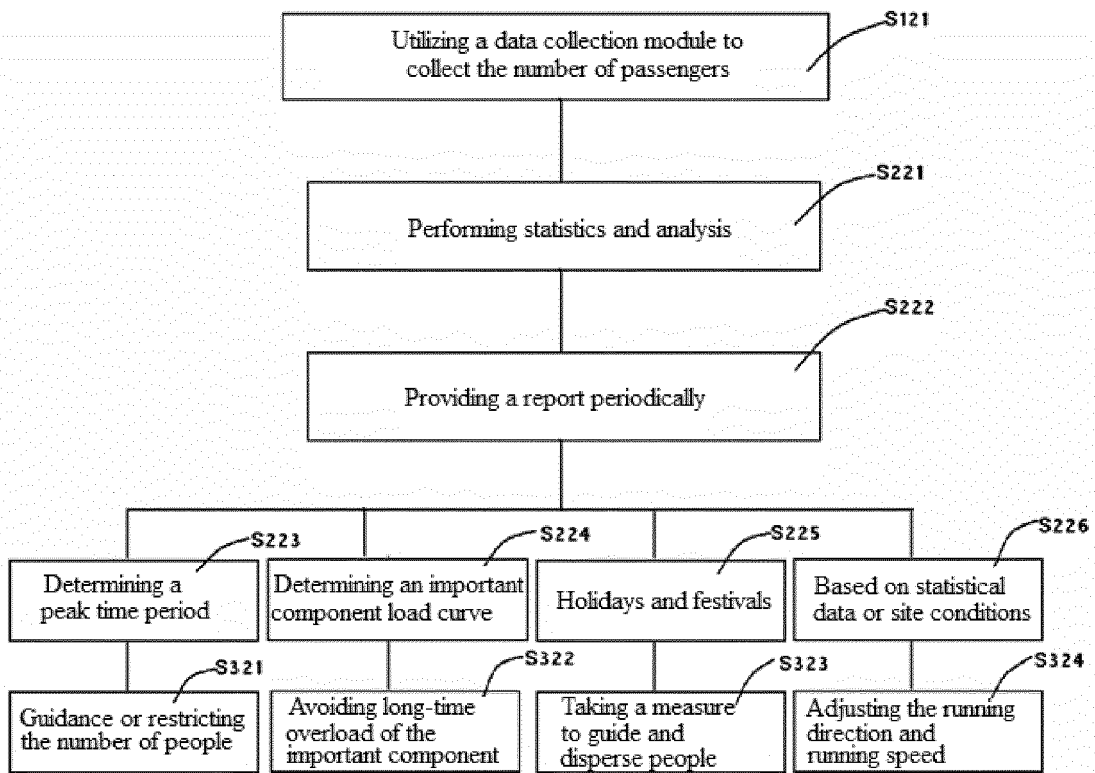 S121
Utilizing a data collection module to
collect the number of passengers
S221
Performing statistics and analysis
S222
Providing a report periodically
S223
Determining a
peak time period
S224
Determining an important
component load curve
S225
Holidays and festivals
S226
Based on statistical
data or site conditions
S321
Guidance or restricting
the number of people
S322
Avoiding long-time
overload of the
important component
S323
Taking a measure
to guide and
disperse people
S324
Adjusting the running
direction and
running speed